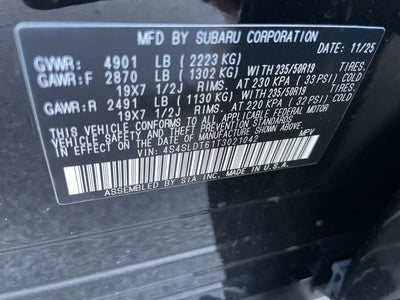 MFD BY SUBARU CORPORATION DATE: 11/25
GVWR: 4901 LB (2223 KG)
GAWR:F 2870 LB (1302 KG) WITH 235/50R19 TIRES.
19X7 1/2J RIMS. AT 230 KPA (33 PSI) COLD
GAWR:R 2491 LB (1130 KG) WITH 235/50R19 TIRES.
19X7 1/2J RIMS. AT 220 KPA (32 PSI) COLD
THIS VEHICLE CONFORMS TO ALL APPLICABLE FEDERAL MOTOR
VEHICLE SAFETY STANDARDS
IN EFFECT ON THE DATE OF MANUFACTURE SHOWN ABOVE.
VIN: 4S4SLDT61T3021042 MPV
ASSEMBLED BY SIA INC. MADE IN U.S.A.